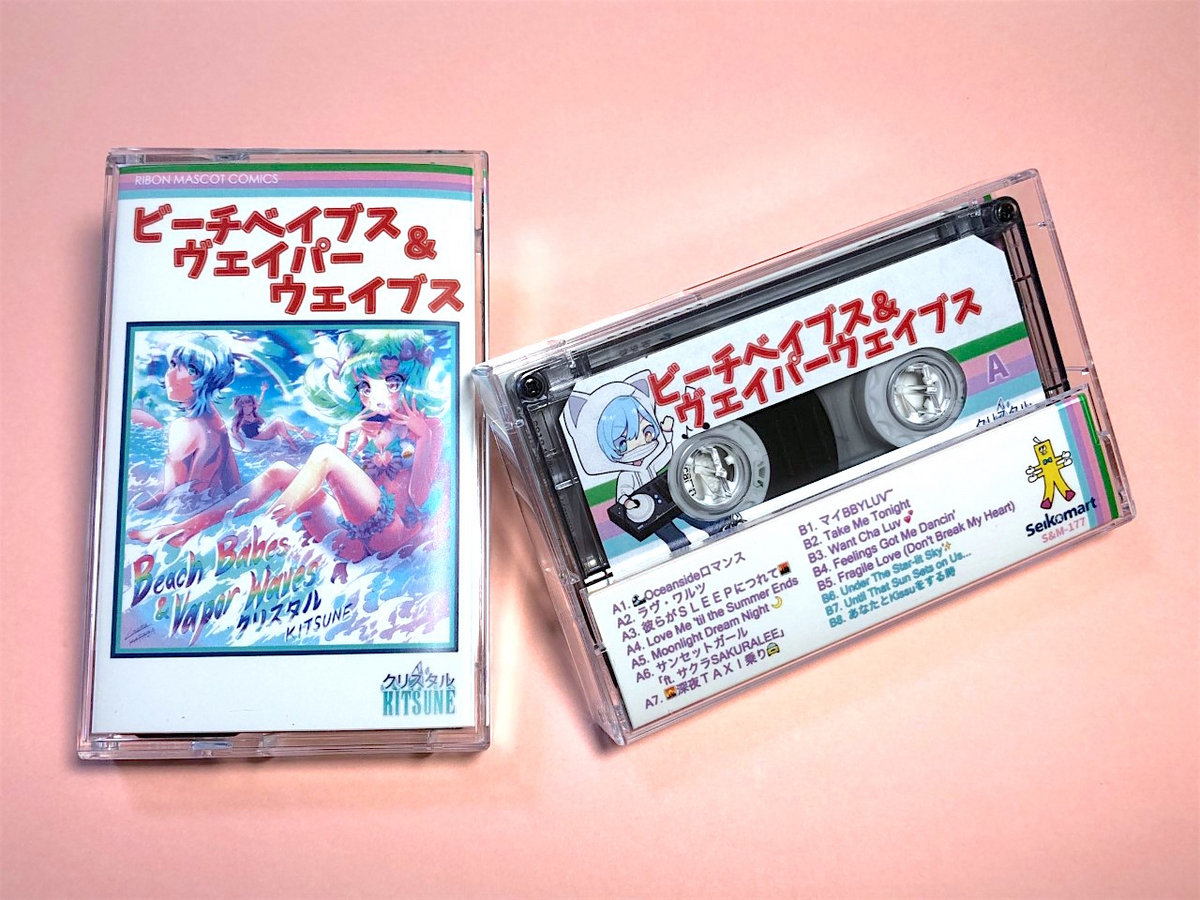 RIBON MASCOT COMICS
ビーチベイブス
ヴェイパー &
ウェイブス
Beach Babes
& Vapor Waves
クリスタル
KITSUNE
クリスタル
KITSUNE
ビーチベイブス&
ヴェイパーウェイブス
A
クリスタル
A1. 🌊Oceansideロマンス
A2. ラヴ・ワルツ
A3. 彼らがＳＬＥＥＰにつれて🌇
A4. Love Me 'til the Summer Ends
A5. Moonlight Dream Night🌙
A6. サンセットガール
「ft. サクラSAKURALEE」
A7. 🌇深夜ＴＡＸＩ乗り🚖
B1. マイBBYLUV~
B2. Take Me Tonight
B3. Want Cha Luv💕
B4. Feelings Got Me Dancin'
B5. Fragile Love (Don't Break My Heart)
B6. Under The Star-lit Sky✨
B7. Until That Sun Sets on Us...
B8. あなたとKissuをする時
Seikomart
S&M-177